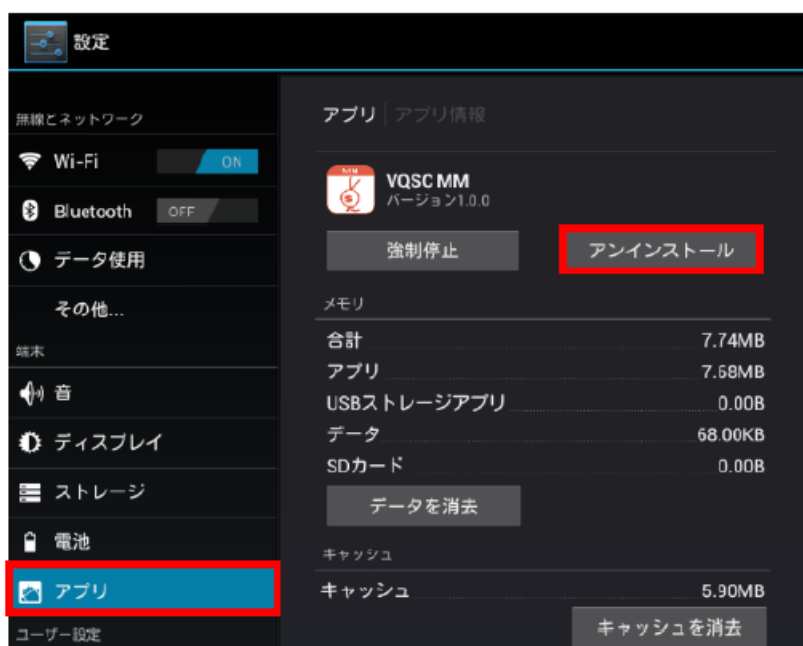 設定
無線とネットワーク
Wi-Fi ON
Bluetooth OFF
データ使用
その他...
端末
音
ディスプレイ
ストレージ
電池
アプリ
ユーザー設定
アプリ アプリ情報
MM
VQSC MM
バージョン1.0.0
強制停止 アンインストール
メモリ
合計 7.74MB
アプリ 7.68MB
USBストレージアプリ 0.00B
データ 68.00KB
SDカード 0.00B
データを消去
キャッシュ
キャッシュ 5.90MB
キャッシュを消去